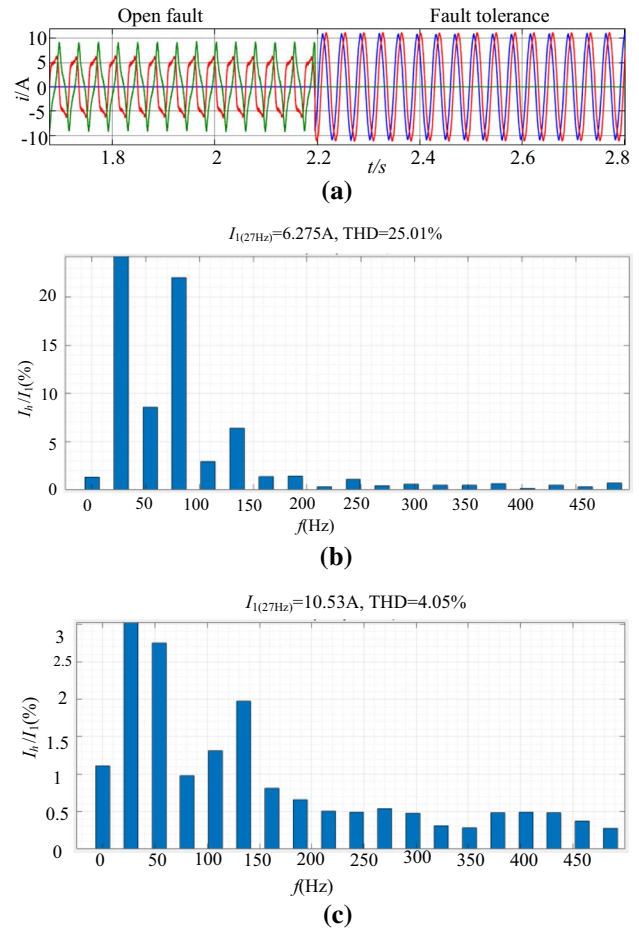 Open fault Fault tolerance
10
5
0
-5
-10
i/A
1.8 2 2.2 2.4 2.6 2.8
t/s
(a)
I1(27Hz)=6.275A, THD=25.01%
20
15
10
5
0
Ih/I1(%)
0 50 100 150 200 250 300 350 400 450
f(Hz)
(b)
I1(27Hz)=10.53A, THD=4.05%
3
2.5
2
1.5
1
0.5
0
Ih/I1(%)
0 50 100 150 200 250 300 350 400 450
f(Hz)
(c)